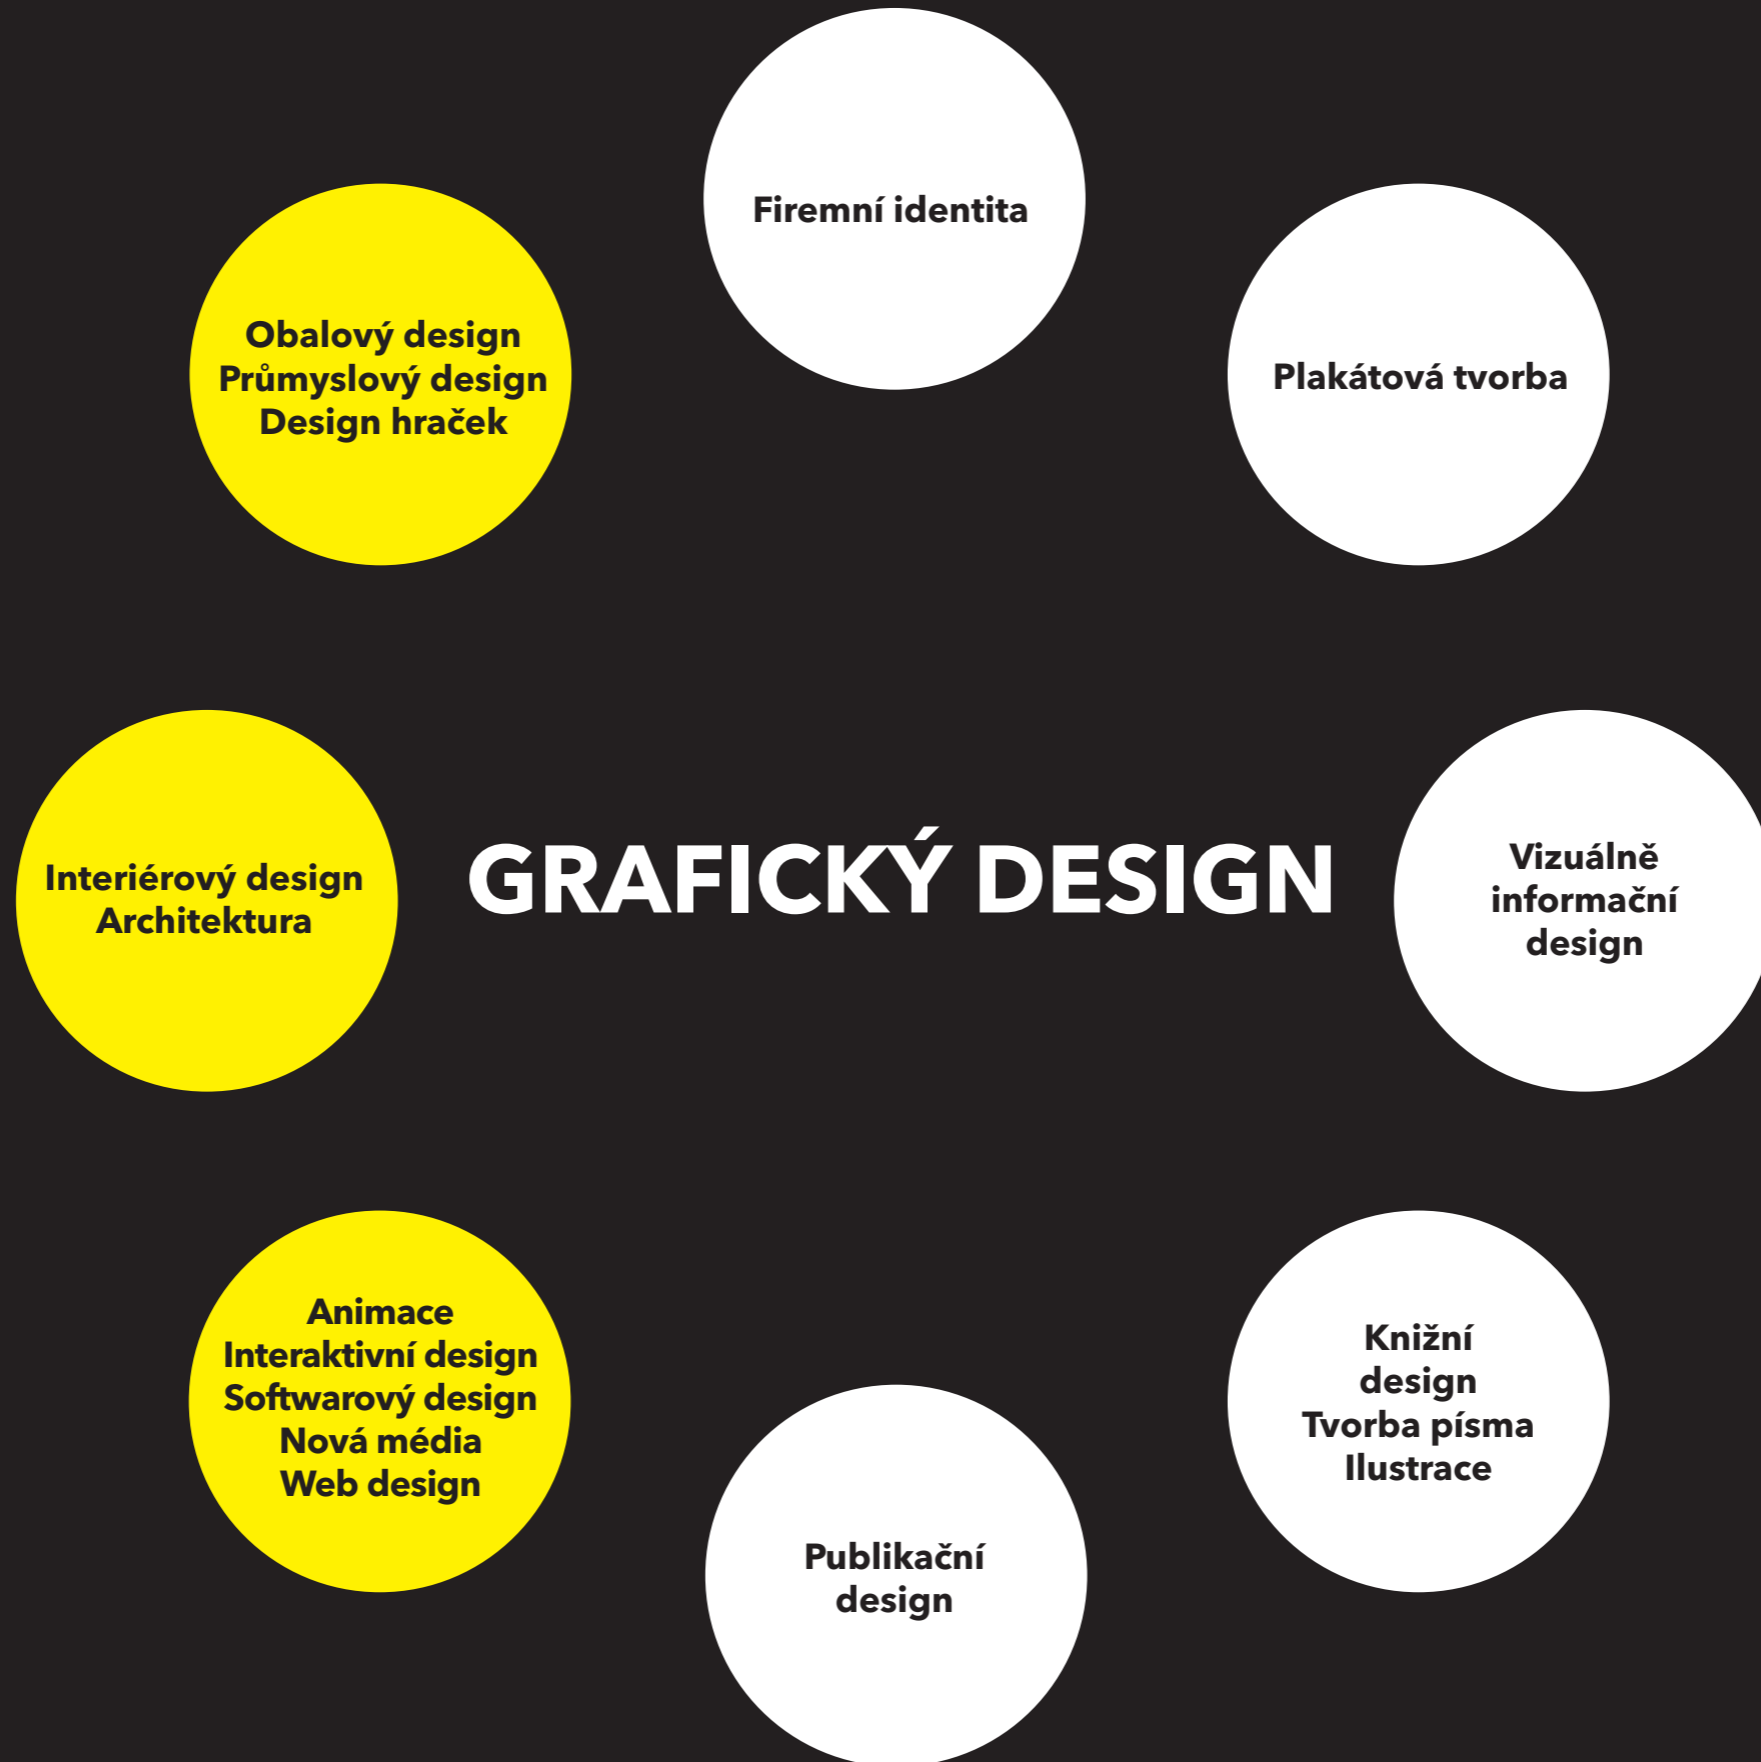 Firemní identita
Obalový design
Průmyslový design
Design hraček
Plakátová tvorba
Interiérový design
Architektura
GRAFICKÝ DESIGN
Vizuálně
informační
design
Animace
Interaktivní design
Softwarový design
Nová média
Web design
Knižní
design
Tvorba písma
Ilustrace
Publikační
design